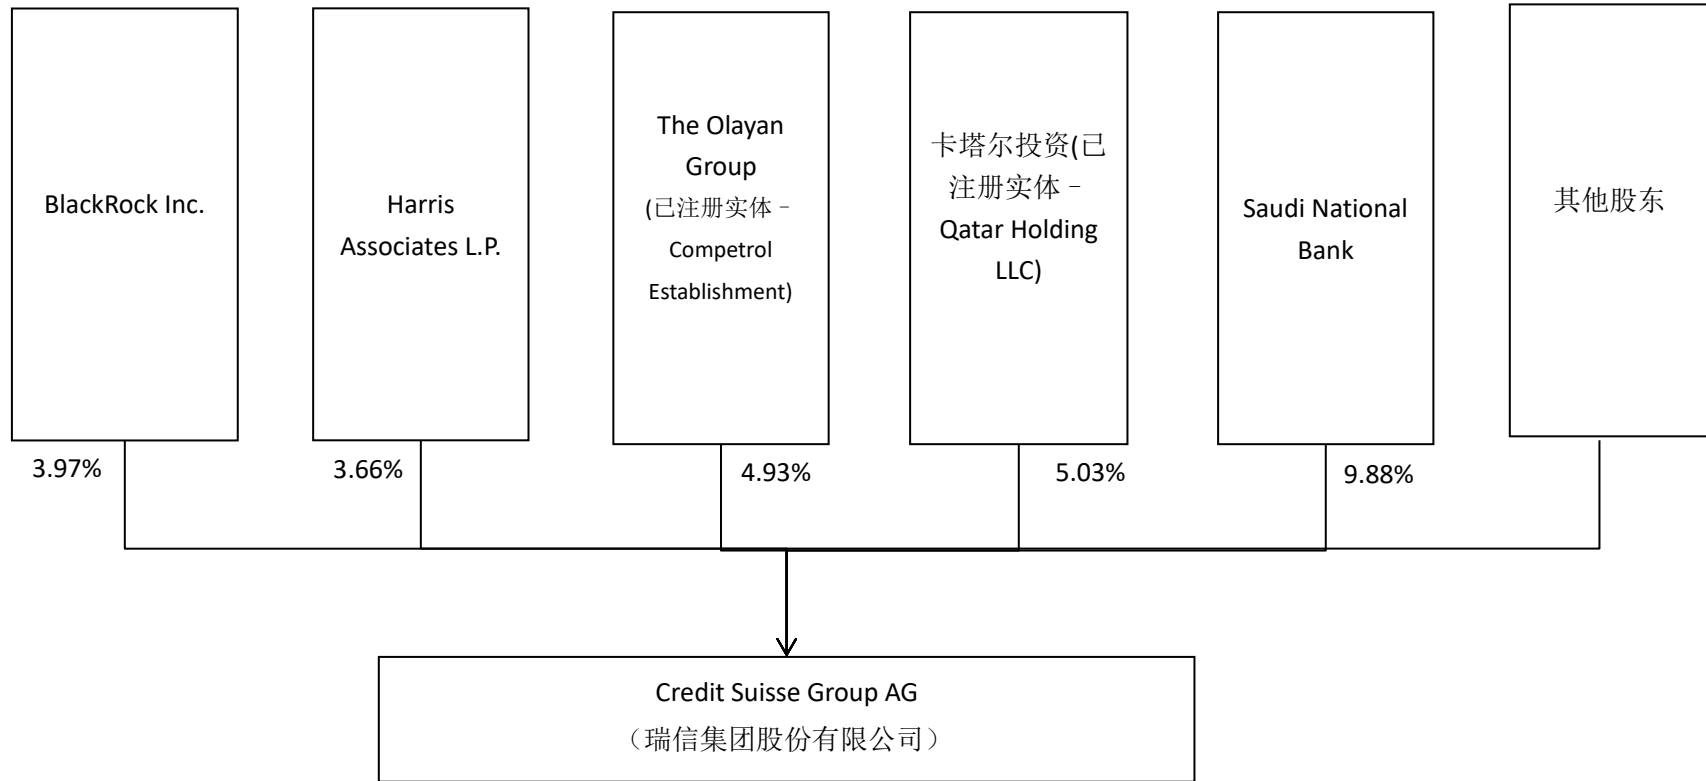 BlackRock Inc.
Harris
Associates L.P.
The Olayan
Group
(已注册实体–
Competrol
Establishment)
卡塔尔投资(已
注册实体–
Qatar Holding
LLC)
Saudi National
Bank
其他股东
3.97%
3.66%
4.93%
5.03%
9.88%
Credit Suisse Group AG
（瑞信集团股份有限公司）